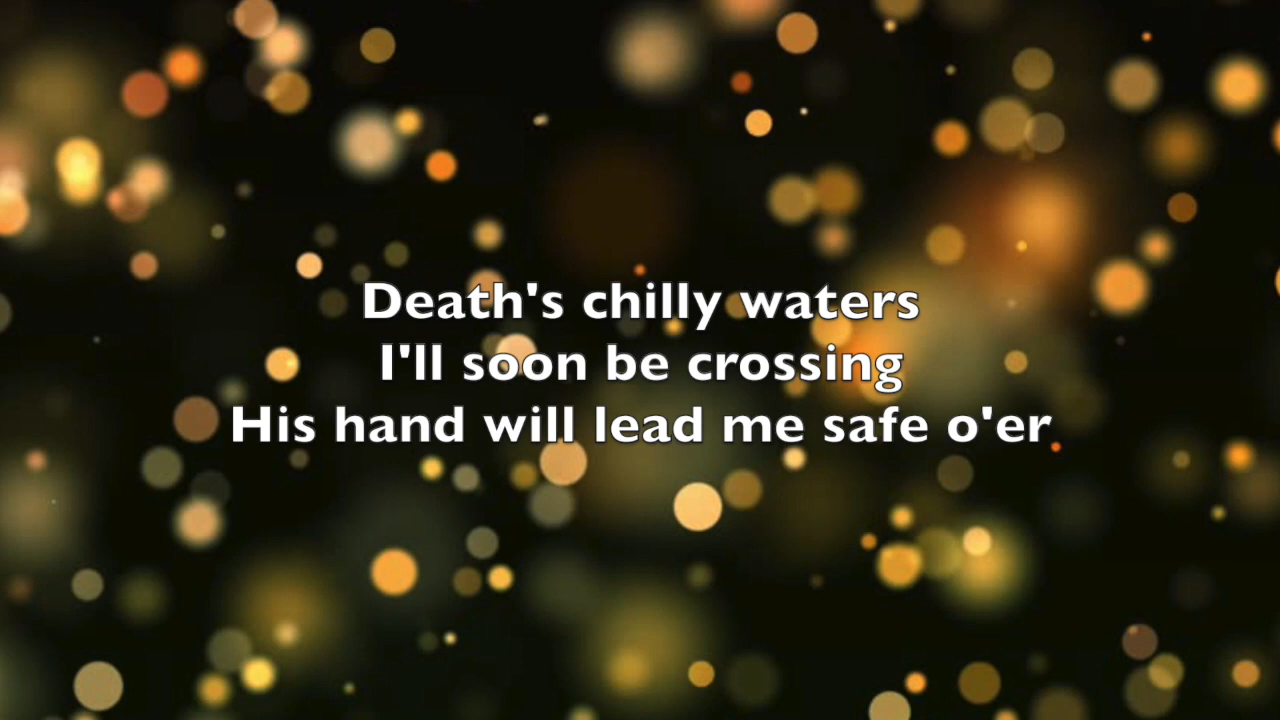 Death's chilly waters
I'll soon be crossing
His hand will lead me safe o'er